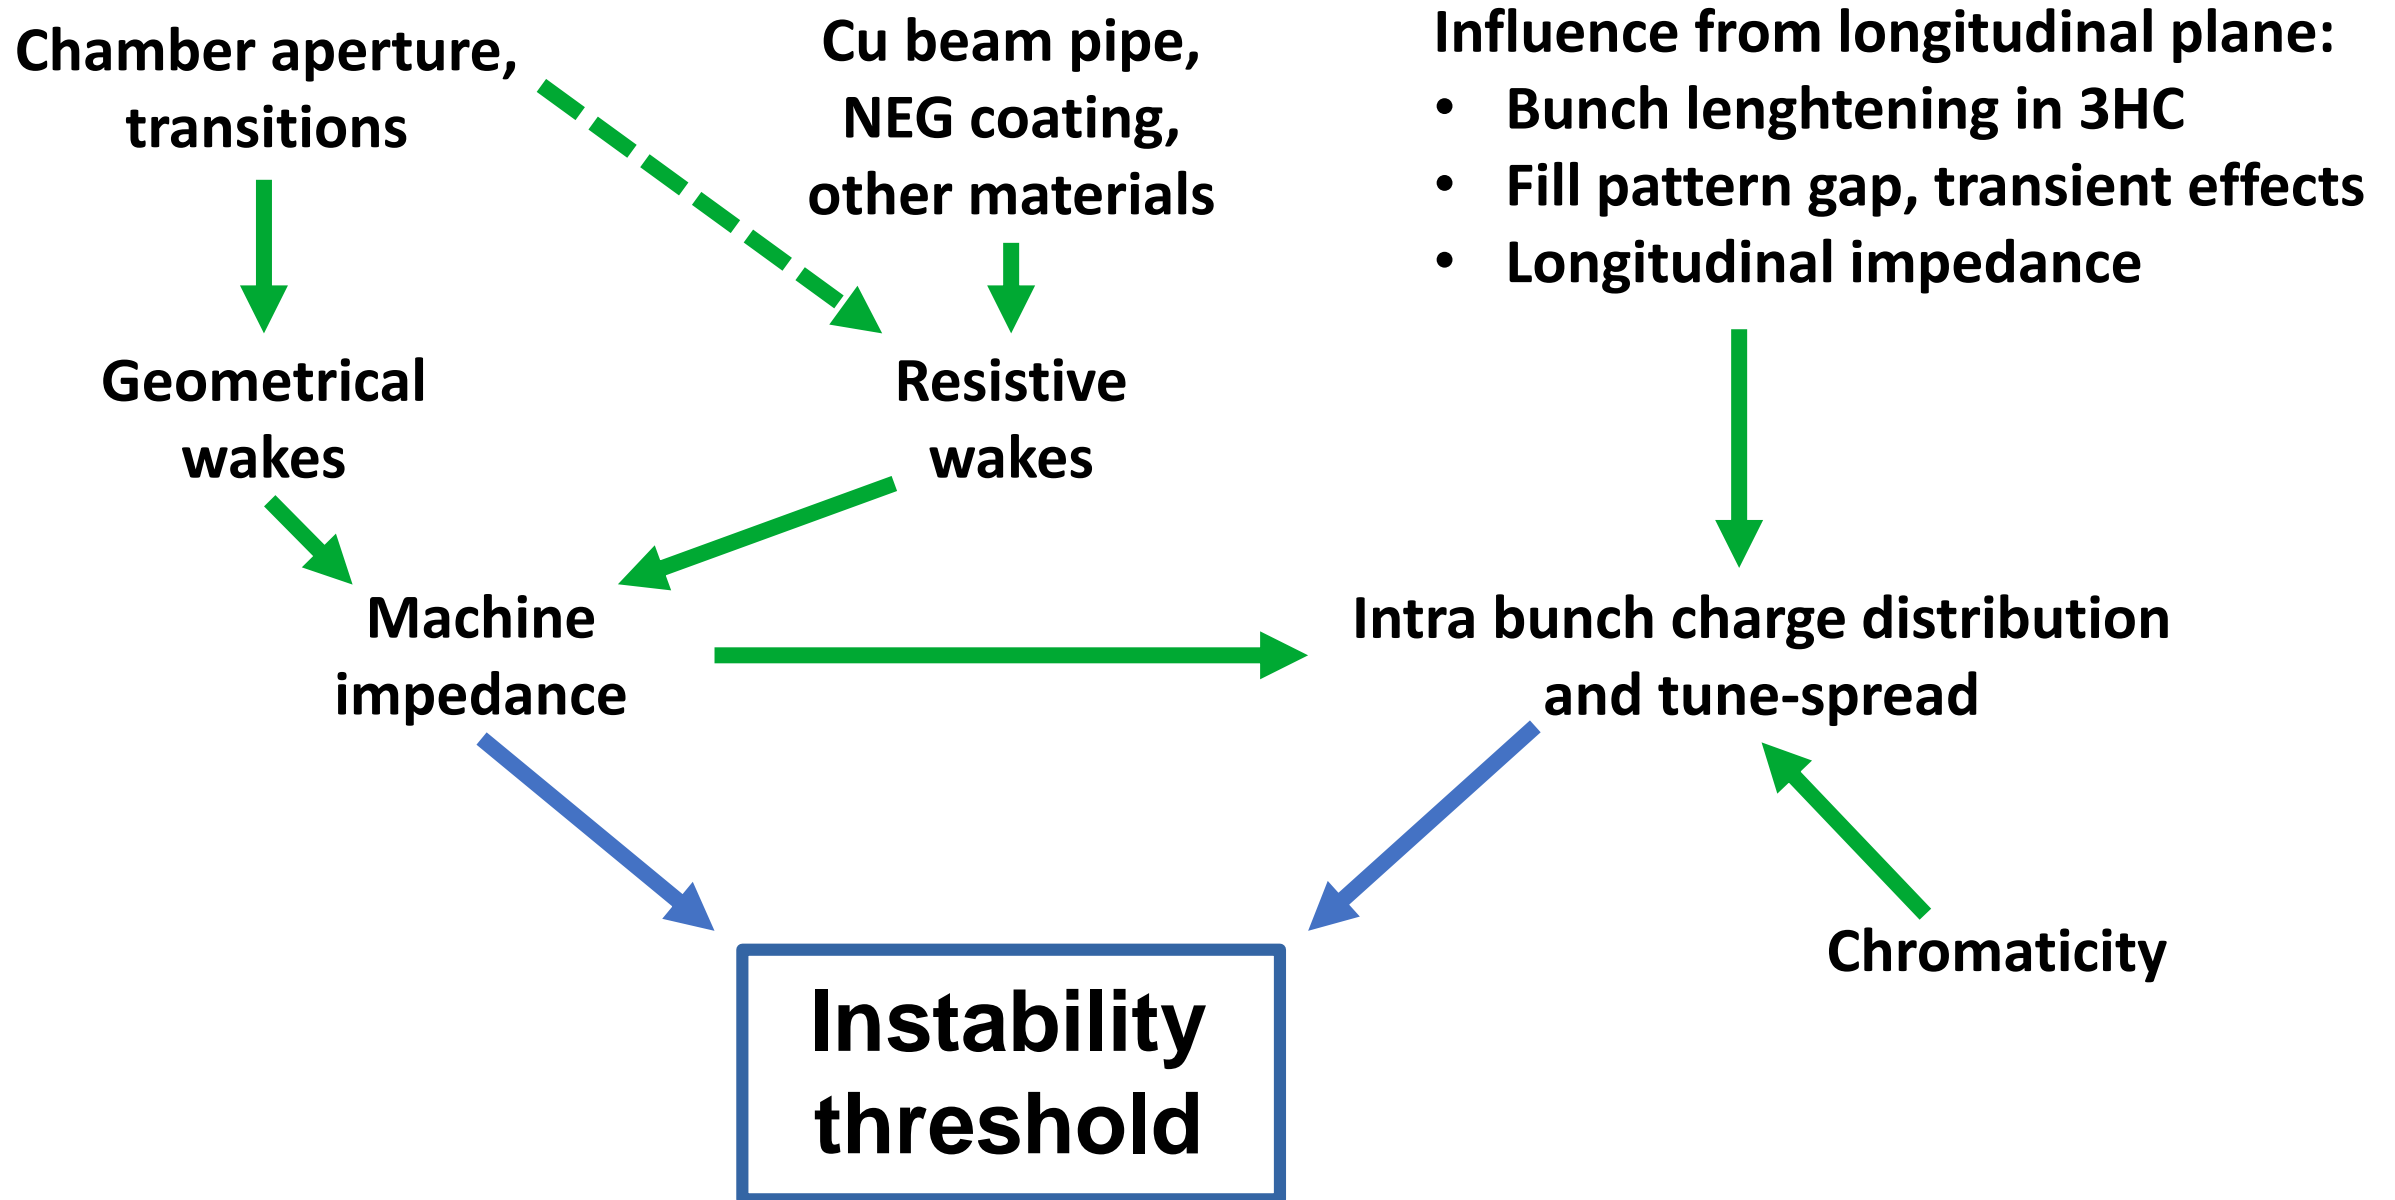 Chamber aperture,
transitions
Cu beam pipe,
NEG coating,
other materials
Influence from longitudinal plane:
• Bunch lenghtening in 3HC
• Fill pattern gap, transient effects
• Longitudinal impedance
Geometrical
wakes
Resistive
wakes
Machine
impedance
Intra bunch charge distribution
and tune-spread
Chromaticity
Instability
threshold